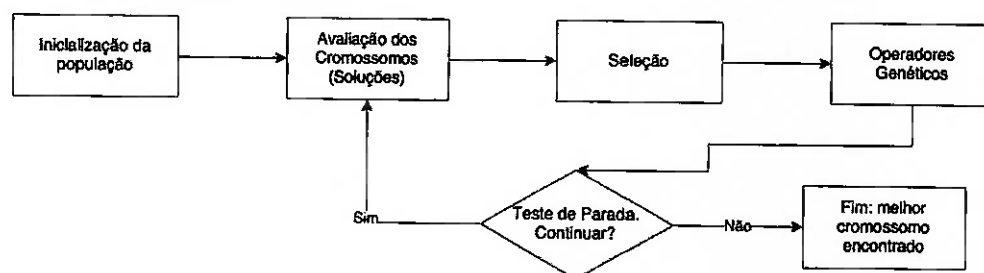 Inicialização da
população
Avaliação dos
Cromossomos
(Soluções)
Seleção
Operadores
Genéticos
Teste de Parada.
Continuar?
Sim
Não
Fim: melhor
cromossomo
encontrado